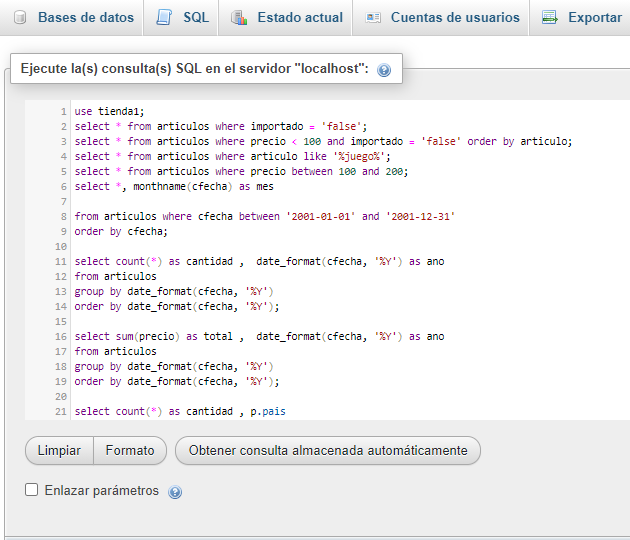 Bases de datos SQL Estado actual Cuentas de usuarios Exportar
Ejecute la(s) consulta(s) SQL en el servidor "localhost":
1 use tienda1;
2 select * from articulos where importado = 'false';
3 select * from articulos where precio < 100 and importado = 'false' order by articulo;
4 select * from articulos where articulo like '%juego%';
5 select * from articulos where precio between 100 and 200;
6 select *, monthname(cfecha) as mes
7
8 from articulos where cfecha between '2001-01-01' and '2001-12-31'
9 order by cfecha;
10
11 select count(*) as cantidad , date_format(cfecha, '%Y') as ano
12 from articulos
13 group by date_format(cfecha, '%Y')
14 order by date_format(cfecha, '%Y');
15
16 select sum(precio) as total , date_format(cfecha, '%Y') as ano
17 from articulos
18 group by date_format(cfecha, '%Y')
19 order by date_format(cfecha, '%Y');
20
21 select count(*) as cantidad , p.pais
Limpiar Formato Obtener consulta almacenada automáticamente
Enlazar parámetros